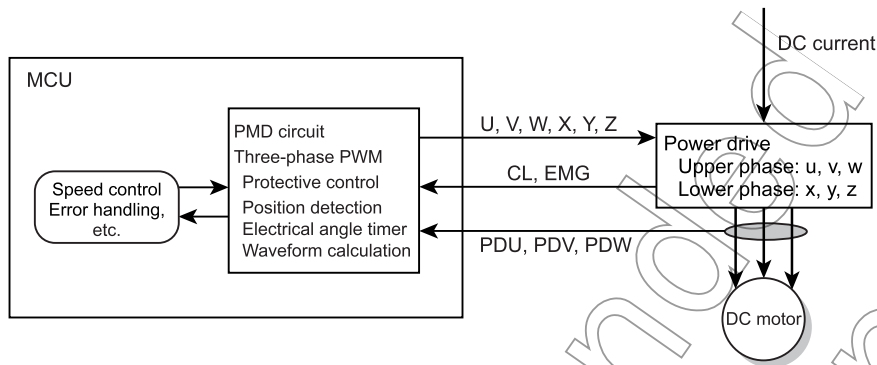 MCU
DC current
PMD circuit
Three-phase PWM
Protective control
Position detection
Electrical angle timer
Waveform calculation
Speed control
Error handling,
etc.
U, V, W, X, Y, Z
CL, EMG
PDU, PDV, PDW
Power drive
Upper phase: u, v, w
Lower phase: x, y, z
DC motor